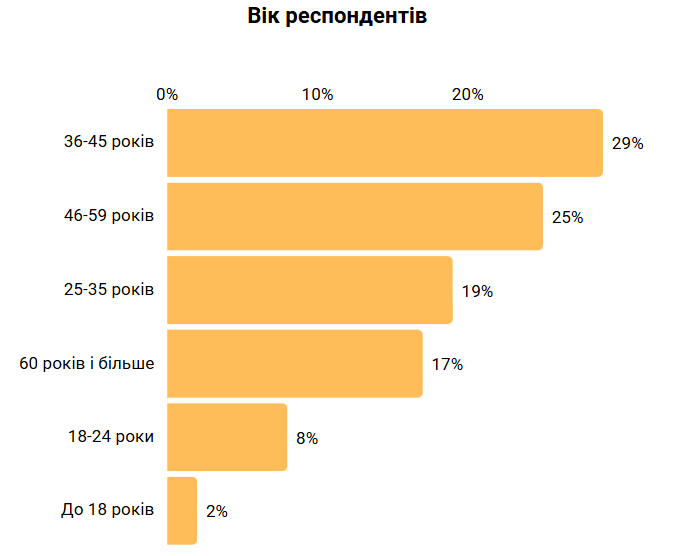 Вік респондентів
0% 10% 20%
36-45 років 29%
46-59 років 25%
25-35 років 19%
60 років і більше 17%
18-24 роки 8%
До 18 років 2%